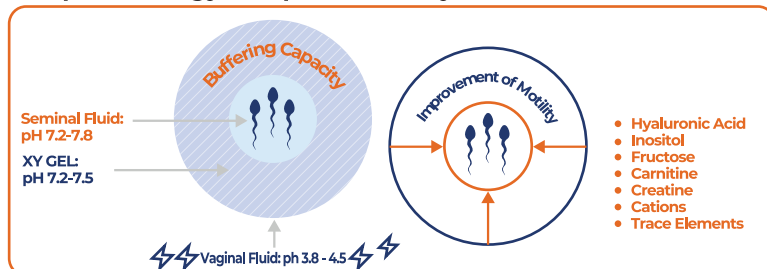 Buffering Capacity
Seminal Fluid:
pH 7.2-7.8
XY GEL:
pH 7.2-7.5
Vaginal Fluid: ph 3.8 - 4.5
Improvement of Motility
• Hyaluronic Acid
• Inositol
• Fructose
• Carnitine
• Creatine
• Cations
• Trace Elements